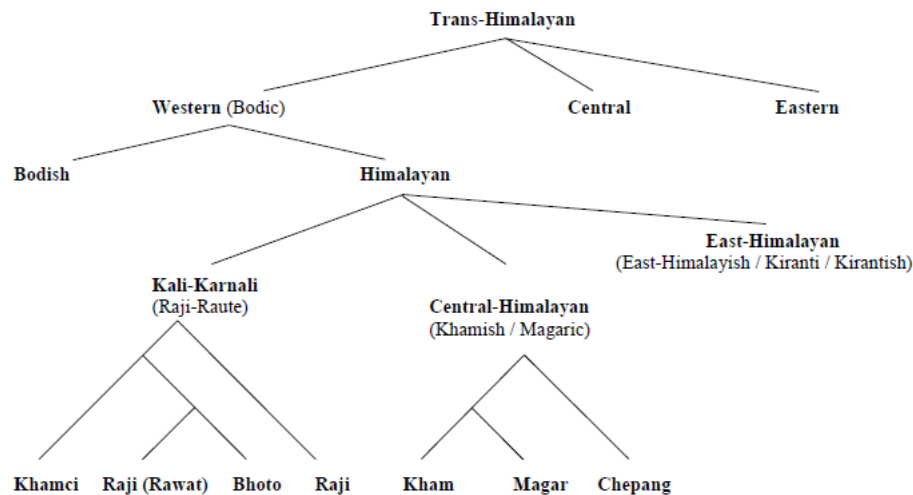 Trans-Himalayan
Western (Bodic)
Central
Eastern
Bodish
Himalayan
East-Himalayan
(East-Himalayish / Kiranti / Kirantish)
Kali-Karnali
(Raji-Raute)
Central-Himalayan
(Khamish / Magaric)
Khamci
Raji (Rawat)
Bhoto
Raji
Kham
Magar
Chepang